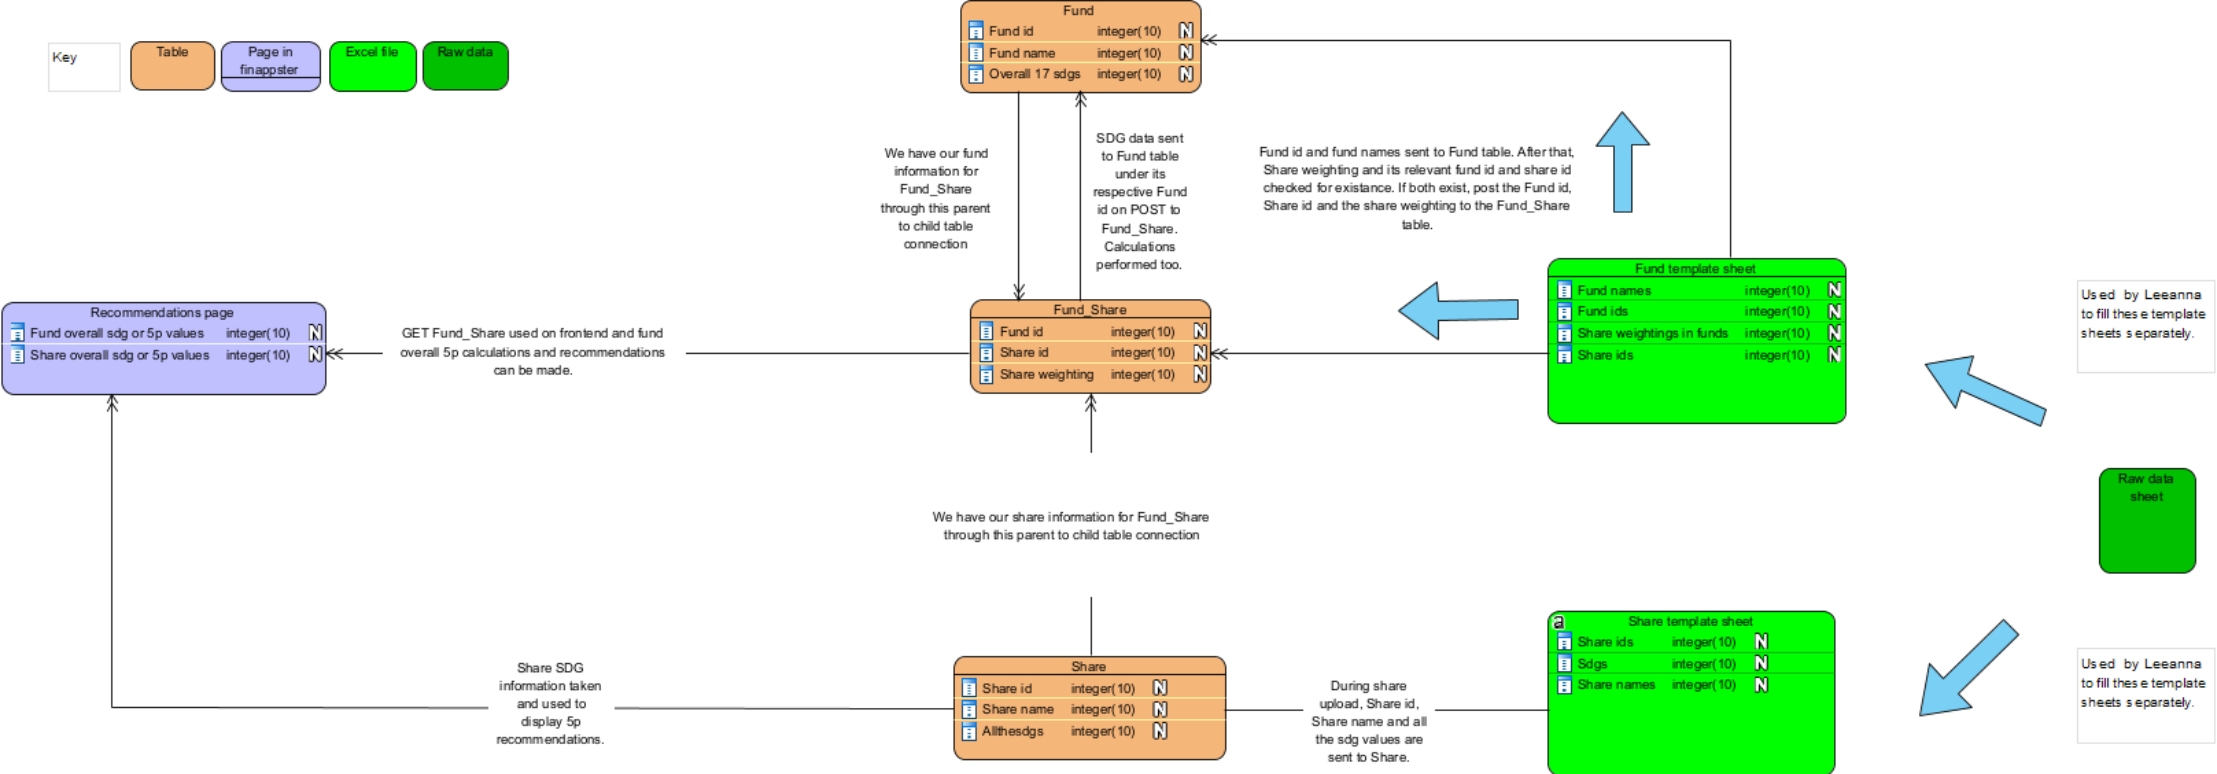 Key
Table
Page in
finappster
Excel file
Raw data
Fund
Fund id integer(10) N
Fund name integer(10) N
Overall 17 sdgs integer(10) N
We have our fund
information for
Fund_Share
through this parent
to child table
connection
SDG data sent
to Fund table
under its
respective Fund
id on POST to
Fund_Share.
Calculations
performed too.
Fund id and fund names sent to Fund table. After that,
Share weighting and its relevant fund id and share id
checked for existance. If both exist, post the Fund id,
Share id and the share weighting to the Fund_Share
table.
Fund template sheet
Fund names integer(10) N
Fund ids integer(10) N
Share weightings in funds integer(10) N
Share ids integer(10) N
Used by Leeanna
to fill these template
sheets separately.
Recommendations page
Fund overall sdg or 5p values integer(10) N
Share overall sdg or 5p values integer(10) N
GET Fund_Share used on frontend and fund
overall 5p calculations and recommendations
can be made.
Fund_Share
Fund id integer(10) N
Share id integer(10) N
Share weighting integer(10) N
Raw data
sheet
We have our share information for Fund_Share
through this parent to child table connection
Share template sheet
a
Share ids integer(10) N
Sdgs integer(10) N
Share names integer(10) N
Used by Leeanna
to fill these template
sheets separately.
Share SDG
information taken
and used to
display 5p
recommendations.
Share
Share id integer(10) N
Share name integer(10) N
Allthesdgs integer(10) N
During share
upload, Share id,
Share name and all
the sdg values are
sent to Share.